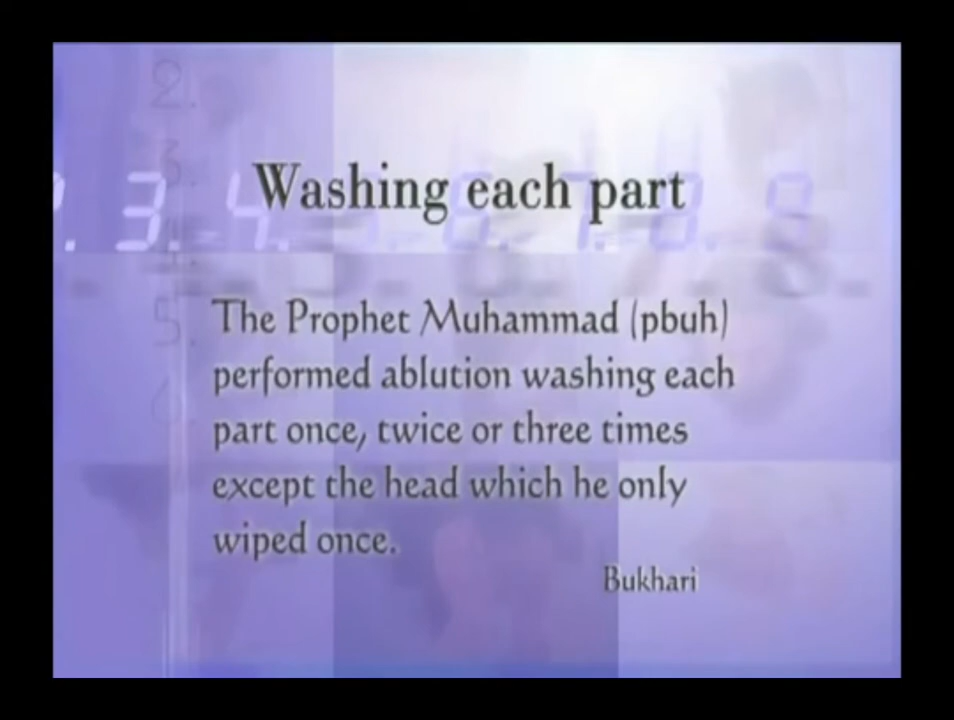 Washing each part
The Prophet Muhammad (pbuh)
performed ablution washing each
part once, twice or three times
except the head which he only
wiped once.
Bukhari